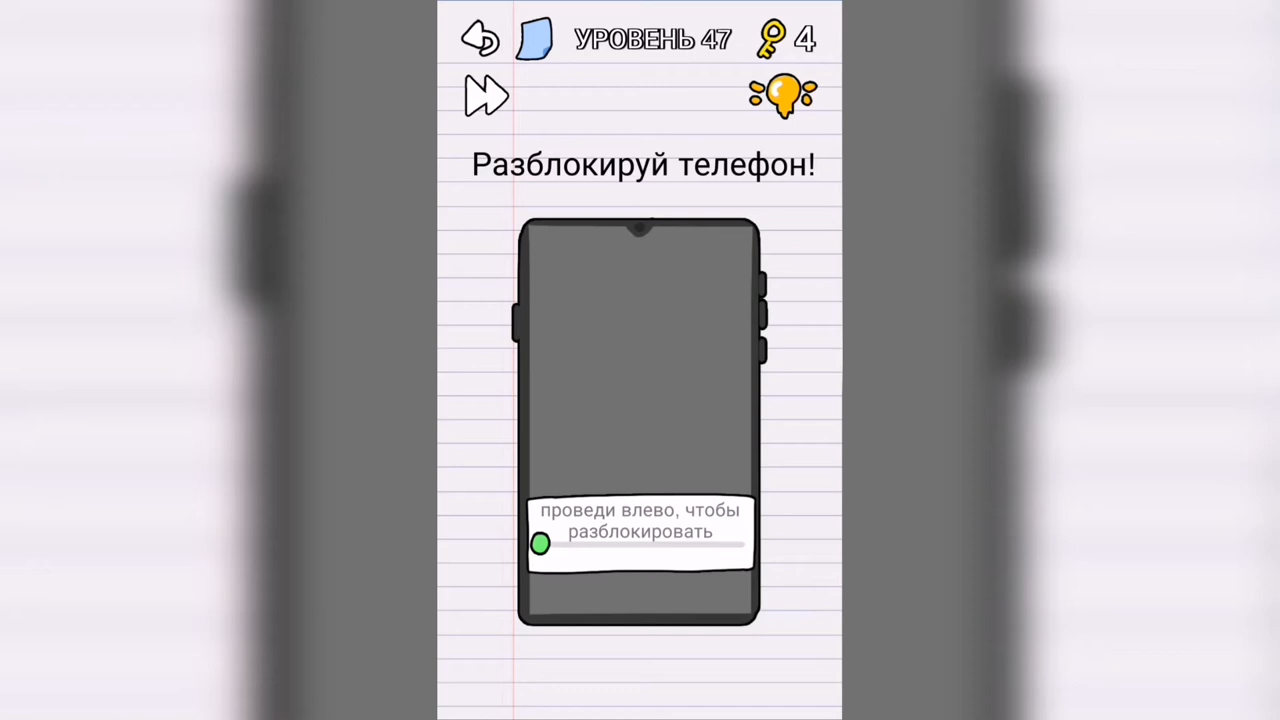 УРОВЕНЬ 47
4
Разблокируй телефон!
проведи влево, чтобы
разблокировать